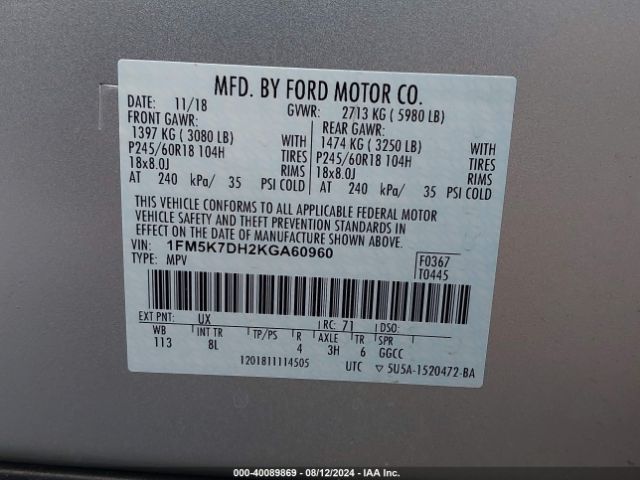 MFD. BY FORD MOTOR CO.
DATE: 11/18 GVWR: 2713 KG ( 5980 LB)
FRONT GAWR: REAR GAWR:
1397 KG ( 3080 LB) WITH 1474 KG ( 3250 LB) WITH
P245/60R18 104H TIRES P245/60R18 104H TIRES
18x8.0J RIMS 18x8.0J RIMS
AT 240 kPa/ 35 PSI COLD AT 240 kPa/ 35 PSI COLD
THIS VEHICLE CONFORMS TO ALL APPLICABLE FEDERAL MOTOR
VEHICLE SAFETY AND THEFT PREVENTION STANDARDS IN
EFFECT ON THE DATE OF MANUFACTURE SHOWN ABOVE.
VIN: 1FM5K7DH2KGA60960 F0367
TYPE: MPV T0445
EXT PNT: UX RC: 71 DSO:
WB INT TR TP/PS R AXLE TR SPR
113 8L 4 3H 6 GGCC
1201811114505 UTC ▽ 5U5A-1520472-BA
000-40089869 - 08/12/2024 - IAAI.COM